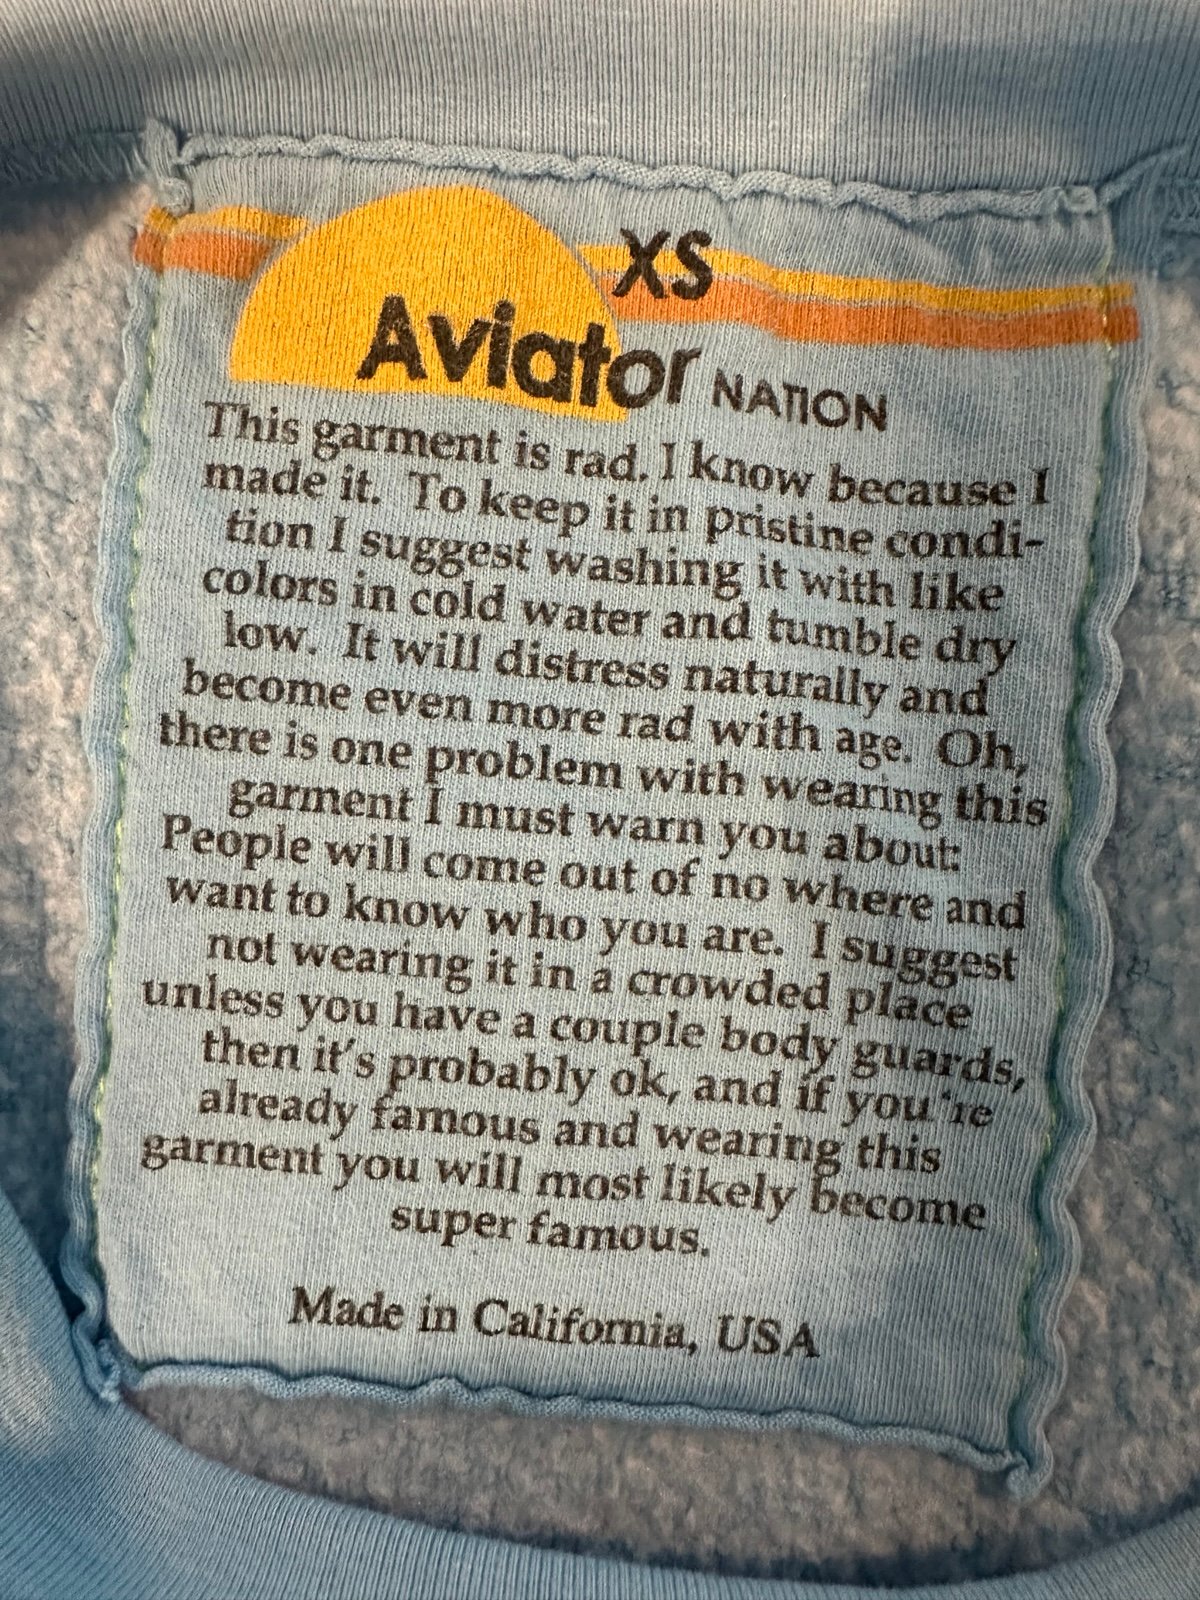 XS
Aviator NATION
This garment is rad. I know because I
made it. To keep it in pristine condi-
tion I suggest washing it with like
colors in cold water and tumble dry
low. It will distress naturally and
become even more rad with age. Oh,
there is one problem with wearing this
garment I must warn you about:
People will come out of no where and
want to know who you are. I suggest
not wearing it in a crowded place
unless you have a couple body guards,
then it's probably ok, and if you're
already famous and wearing this
garment you will most likely become
super famous.
Made in California, USA